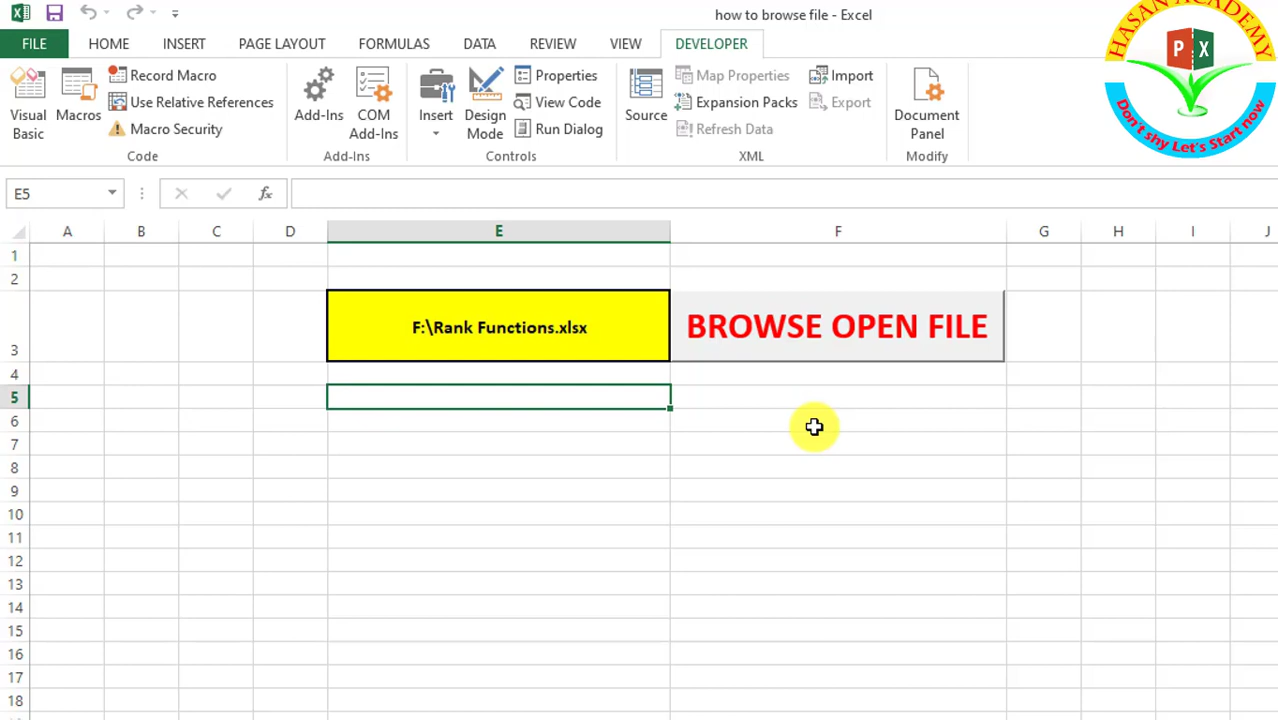 how to browse file - Excel
HASAN ACADEMY
P X
Don't shy Let's Start now
FILE HOME INSERT PAGE LAYOUT FORMULAS DATA REVIEW VIEW DEVELOPER
Visual Basic
Macros
Record Macro
Use Relative References
Macro Security
Code
Add-Ins
COM Add-Ins
Add-Ins
Insert
Design Mode
Properties
View Code
Run Dialog
Controls
Source
Map Properties
Expansion Packs
Refresh Data
Import
Export
XML
Document Panel
Modify
E5
fx
A B C D E F G H I J
1
2
3 F:\Rank Functions.xlsx BROWSE OPEN FILE
4
5
6
7
8
9
10
11
12
13
14
15
16
17
18